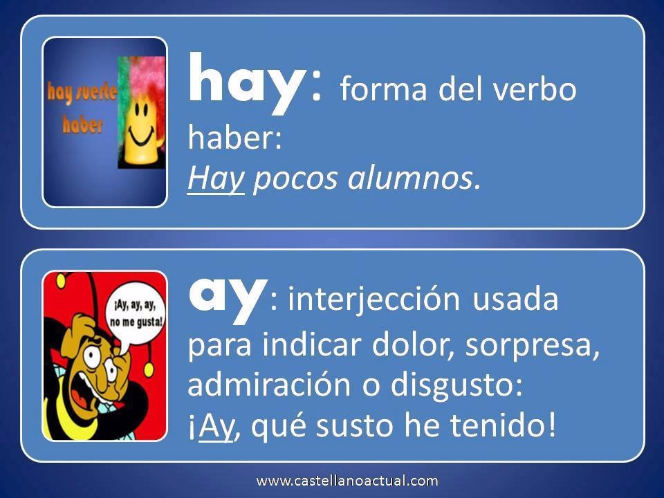 hay suerte
haber
hay: forma del verbo
haber:
Hay pocos alumnos.
¡Ay, ay, ay,
no me gusta!
ay: interjección usada
para indicar dolor, sorpresa,
admiración o disgusto:
¡Ay, qué susto he tenido!
www.castellanoactual.com